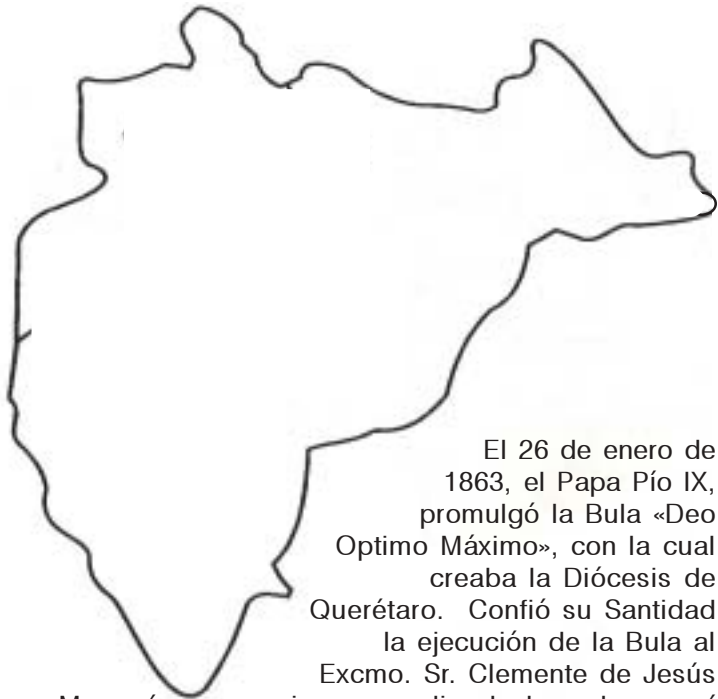 El 26 de enero de
1863, el Papa Pío IX,
promulgó la Bula «Deo
Optimo Máximo», con la cual
creaba la Diócesis de
Querétaro. Confió su Santidad
la ejecución de la Bula al
Excmo. Sr. Clemente de Jesús